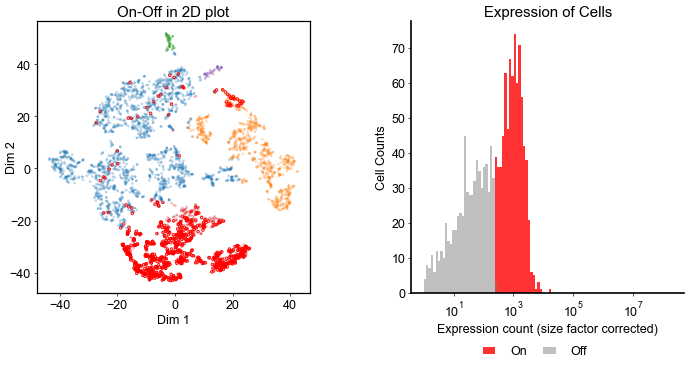 On-Off in 2D plot
Dim 2
40
20
0
−20
−40
−40 −20 0 20 40
Dim 1
Expression of Cells
Cell Counts
70
60
50
40
30
20
10
0
10^1 10^3 10^5 10^7
Expression count (size factor corrected)
On Off